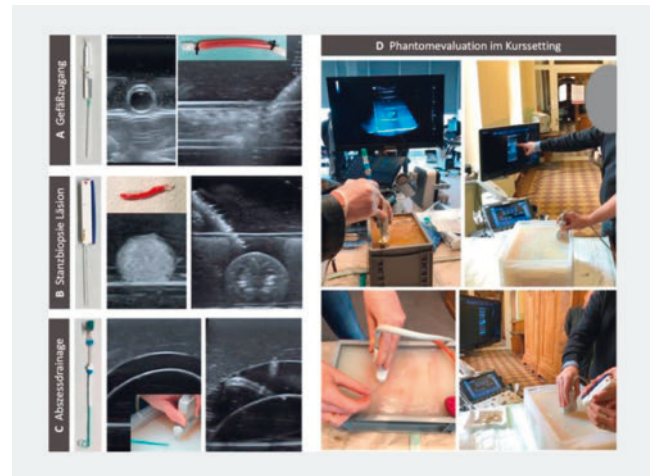 A Gefäßzugang
B Stanzbiopsie Läsion
C Abszessdrainage
D Phantomevaluation im Kurssetting